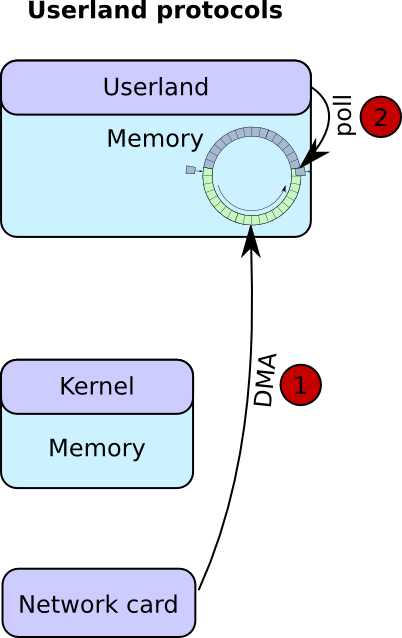 Userland protocols
Userland
Memory
poll
2
DMA
1
Kernel
Memory
Network card